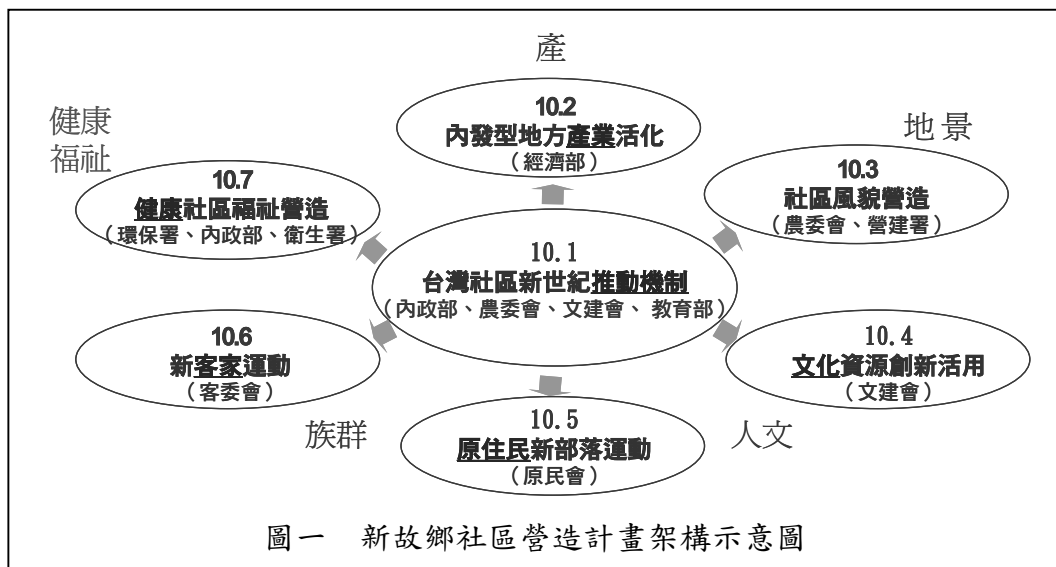 產
10.2
內發型地方產業活化
（經濟部）
健康
福祉
地景
10.7
健康社區福祉營造
（環保署、內政部、衛生署）
10.3
社區風貌營造
（農委會、營建署）
10.1
台灣社區新世紀推動機制
（內政部、農委會、文建會、 教育部）
10.6
新客家運動
（客委會）
10.4
文化資源創新活用
（文建會）
族群
10.5
原住民新部落運動
（原民會）
人文
圖一　新故鄉社區營造計畫架構示意圖